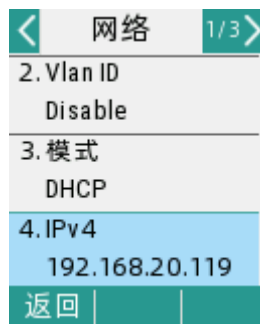 网络 1/3
2. Vlan ID
Disable
3. 模式
DHCP
4. IPv4
192.168.20.119
返回